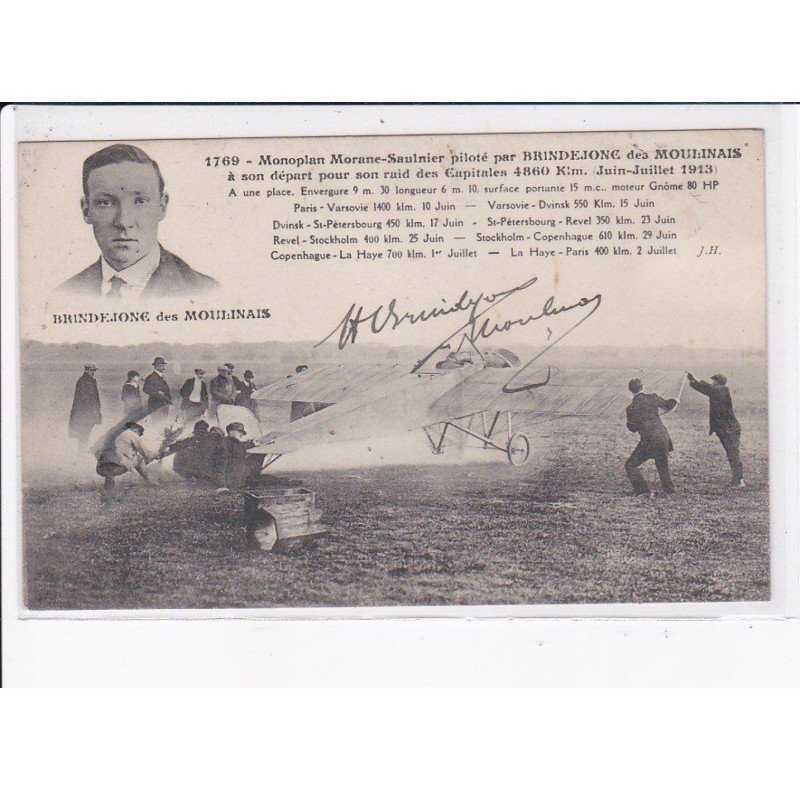 1769 - Monoplan Morane-Saulnier piloté par BRINDEJONC des MOULINAIS
à son départ pour son raid des Capitales 4860 Klm. (Juin-Juillet 1913)
A une place, Envergure 9 m. 30 longueur 6 m. 10, surface portante 15 m.c., moteur Gnôme 80 HP
Paris - Varsovie 1400 klm. 10 Juin — Varsovie - Dvinsk 550 Klm. 15 Juin
Dvinsk - St-Pétersbourg 450 klm. 17 Juin - St-Pétersbourg - Revel 350 klm. 23 Juin
Revel - Stockholm 400 klm. 25 Juin — Stockholm - Copenhague 610 klm. 29 Juin
Copenhague - La Haye 700 klm. 1er Juillet — La Haye - Paris 400 klm. 2 Juillet J.H.
BRINDEJONC des MOULINAIS